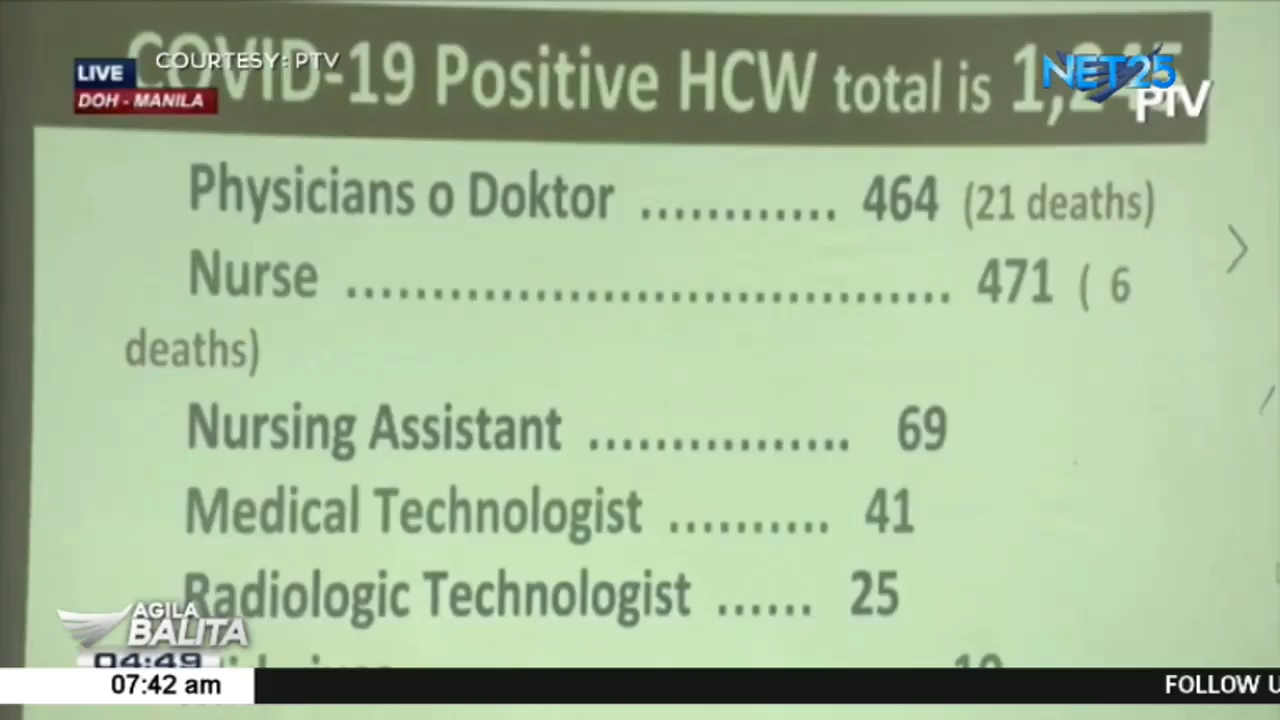 COURTESY: PTV
LIVE
DOH - MANILA
NET25
PTV
COVID-19 Positive HCW total is
Physicians o Doktor ............ 464 (21 deaths)
Nurse ................................... 471 ( 6
deaths)
Nursing Assistant ................ 69
Medical Technologist .......... 41
Radiologic Technologist ...... 25
AGILA
BALITA
04:49
07:42 am
FOLLOW U